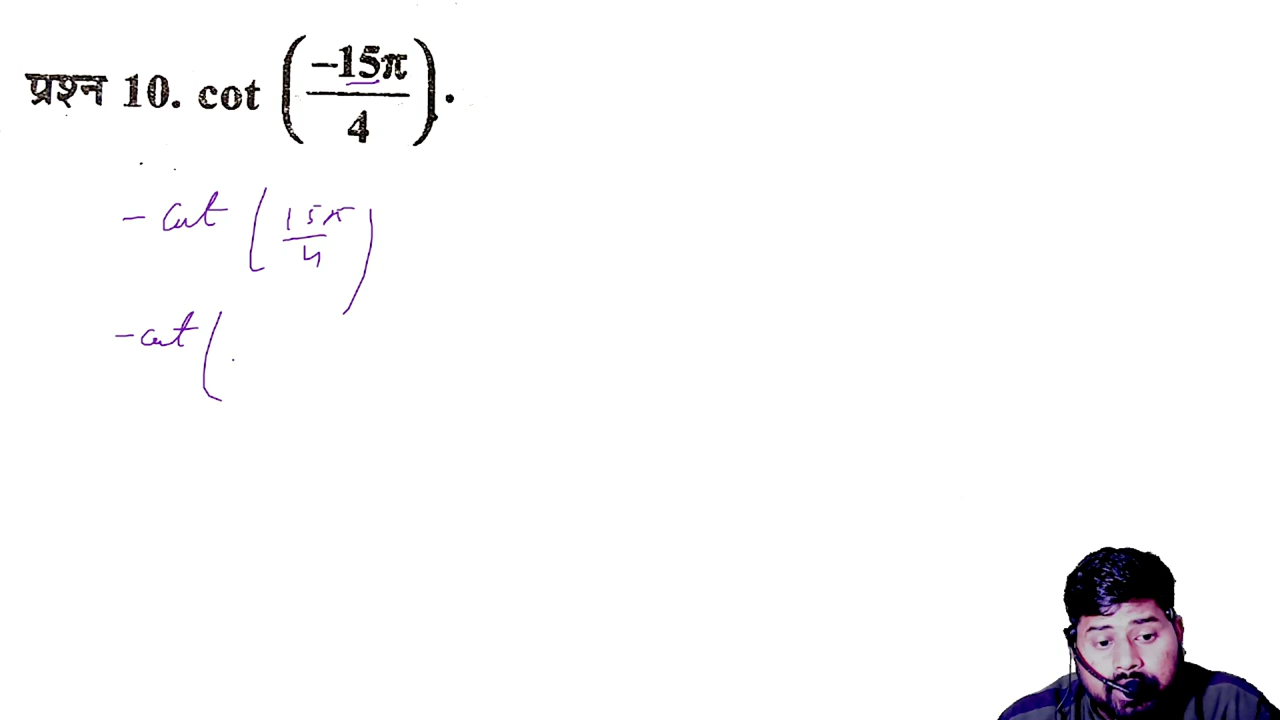 प्रश्न 10. cot (-15π/4).
- cot (15π/4)
- cot (